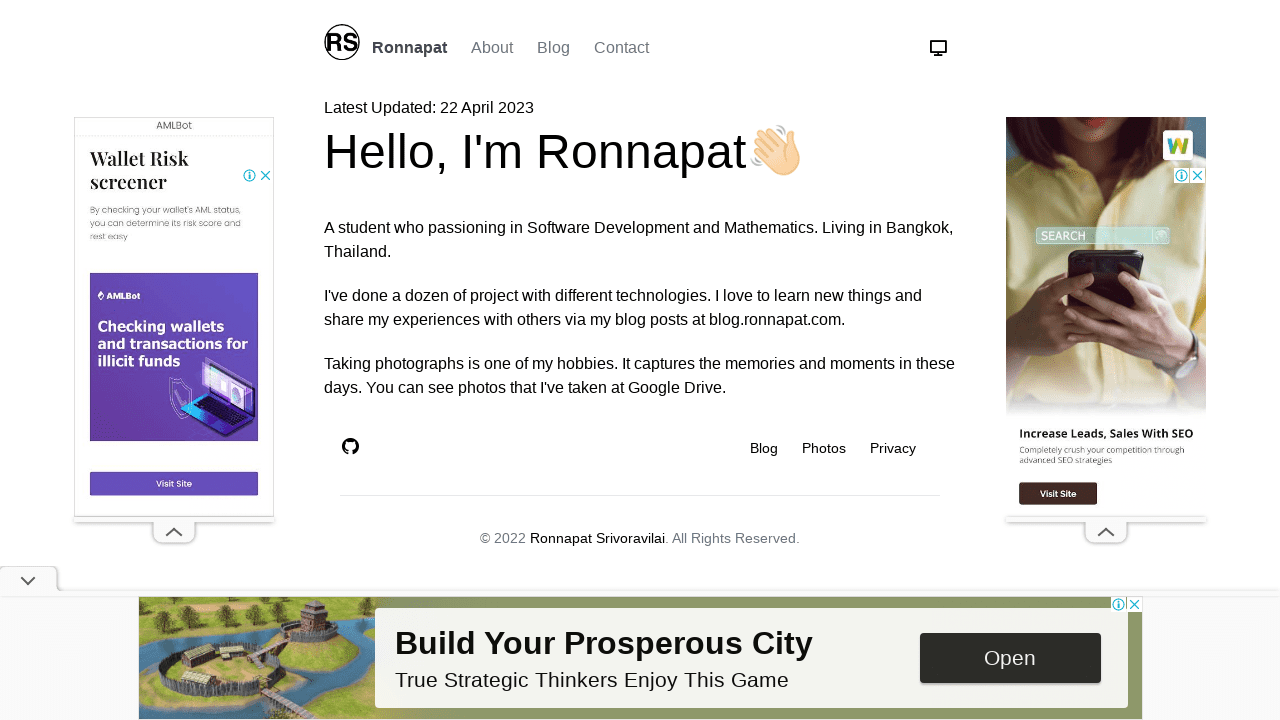 RS Ronnapat About Blog Contact
Latest Updated: 22 April 2023
Hello, I'm Ronnapat
A student who passioning in Software Development and Mathematics. Living in Bangkok,
Thailand.
I've done a dozen of project with different technologies. I love to learn new things and
share my experiences with others via my blog posts at blog.ronnapat.com.
Taking photographs is one of my hobbies. It captures the memories and moments in these
days. You can see photos that I've taken at Google Drive.
Blog Photos Privacy
© 2022 Ronnapat Srivoravilai. All Rights Reserved.
AMLBot
Wallet Risk
screener
By checking your wallet's AML status,
you can determine its risk score and
rest easy
AMLBot
Checking wallets
and transactions for
illicit funds
Visit Site
W
SEARCH
Increase Leads, Sales With SEO
Completely crush your competition through
advanced SEO strategies
Visit Site
Build Your Prosperous City
True Strategic Thinkers Enjoy This Game
Open